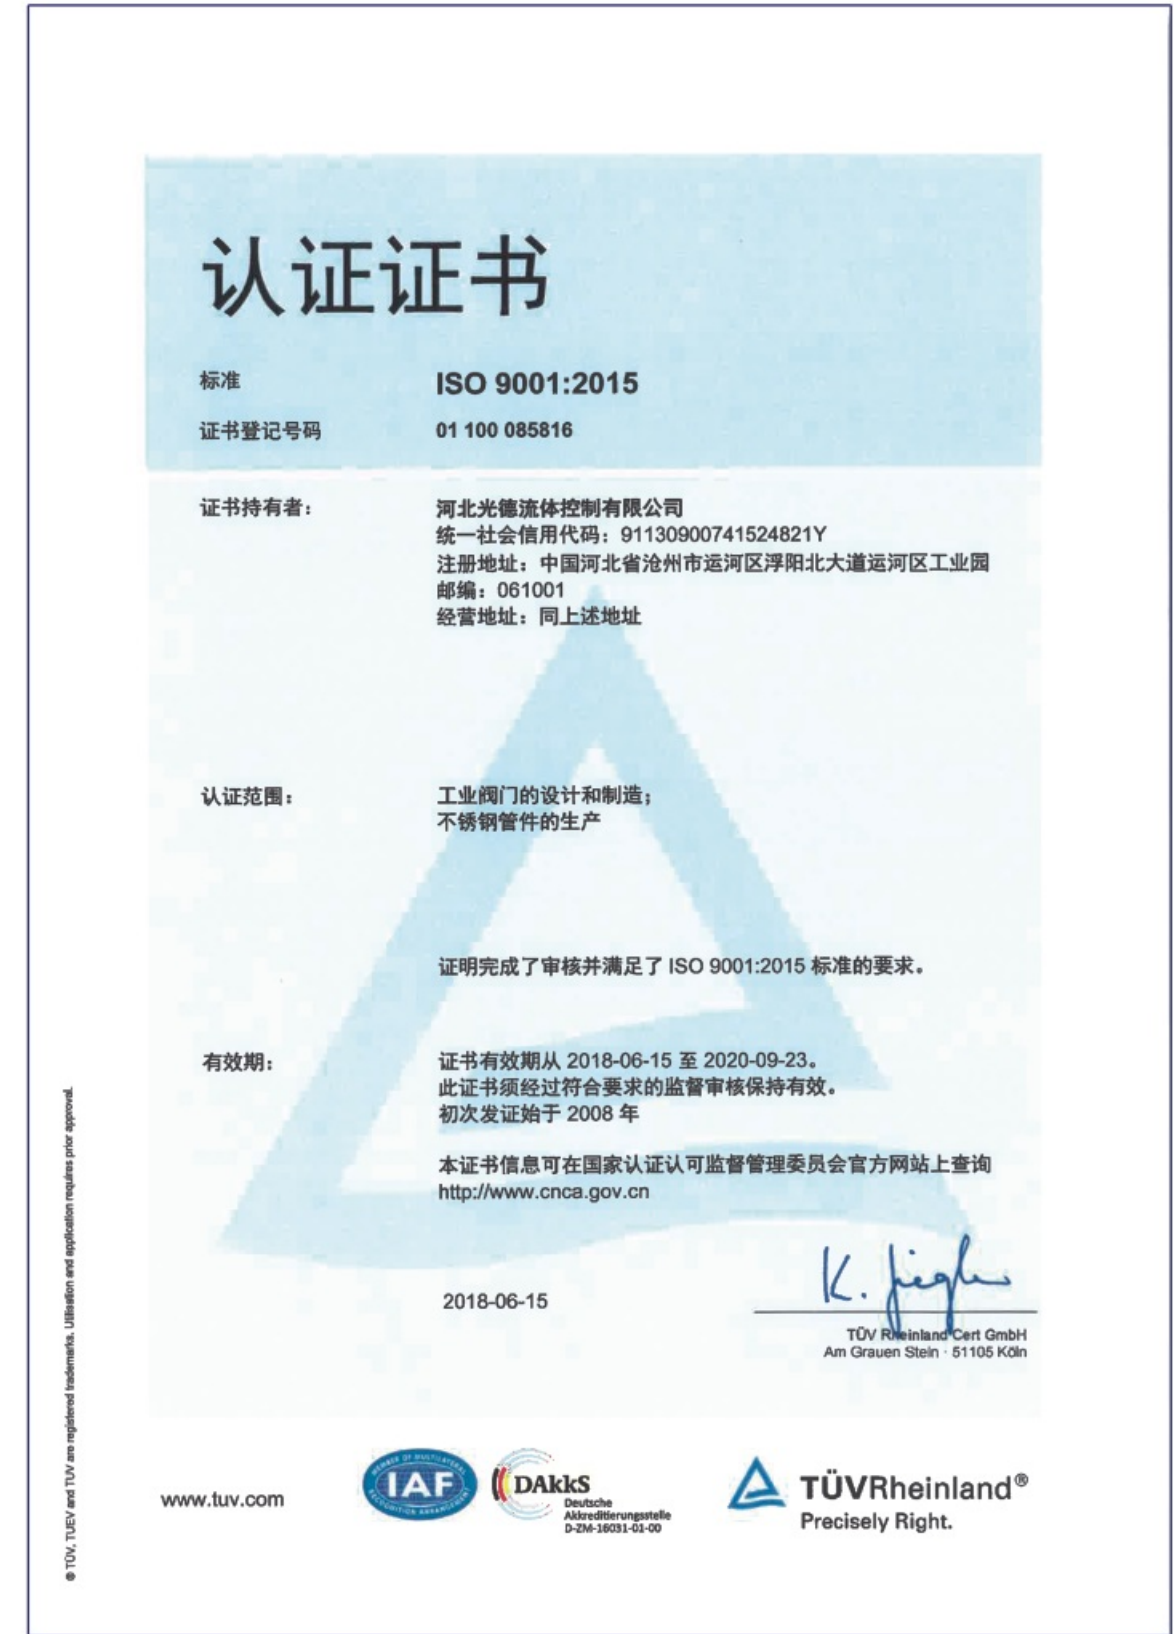 认证证书
标准 ISO 9001:2015
证书登记号码 01 100 085816
证书持有者: 河北光德流体控制有限公司
统一社会信用代码: 91130900741524821Y
注册地址: 中国河北省沧州市运河区浮阳北大道运河区工业园
邮编: 061001
经营地址: 同上述地址
认证范围: 工业阀门的设计和制造;
不锈钢管件的生产
证明完成了审核并满足了 ISO 9001:2015 标准的要求。
有效期: 证书有效期从 2018-06-15 至 2020-09-23。
此证书须经过符合要求的监督审核保持有效。
初次发证始于 2008 年
本证书信息可在国家认证认可监督管理委员会官方网站上查询
http://www.cnca.gov.cn
2018-06-15
TÜV Rheinland Cert GmbH
Am Grauen Stein · 51105 Köln
® TÜV, TUEV and TUV are registered trademarks. Utilisation and application requires prior approval.
www.tuv.com
MEMBER OF MULTILATERAL
IAF
RECOGNITION ARRANGEMENT
DAkkS
Deutsche
Akkreditierungsstelle
D-ZM-16031-01-00
TÜVRheinland®
Precisely Right.